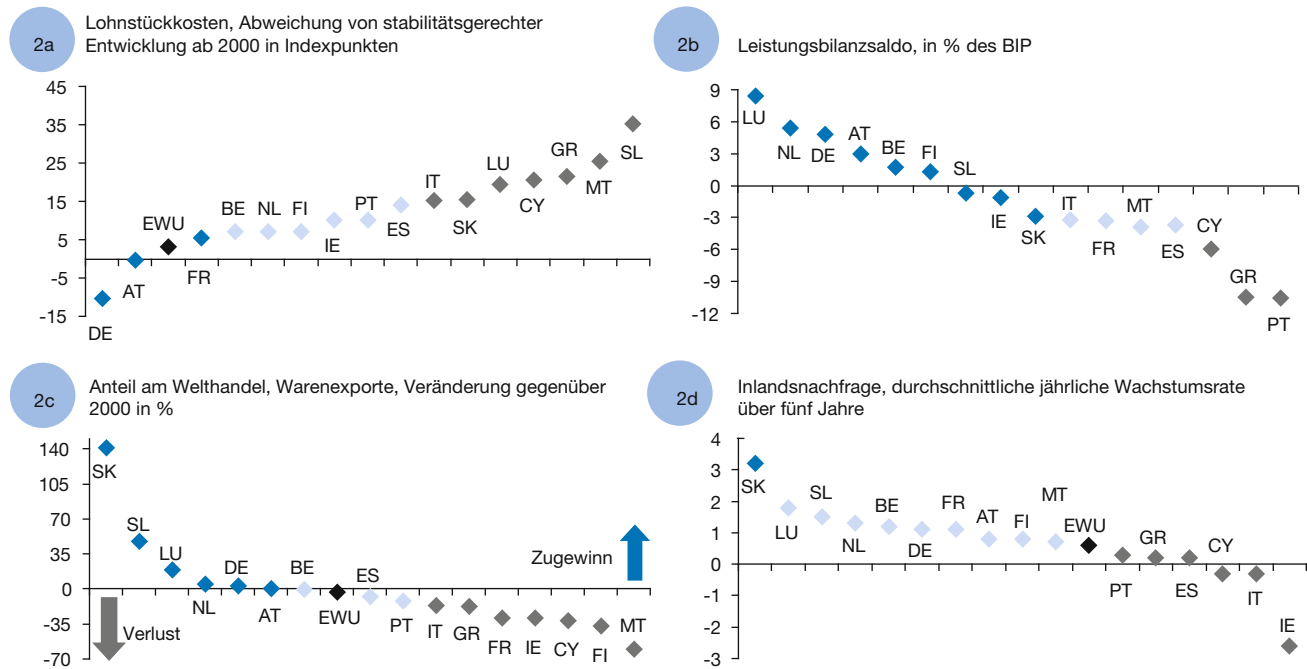 2a
Lohnstückkosten, Abweichung von stabilitätsgerechter
Entwicklung ab 2000 in Indexpunkten
45
35
25
15
5
-5
-15
DE
AT
EWU
FR
BE
NL
FI
IE
PT
ES
IT
SK
LU
CY
GR
MT
SL
2b
Leistungsbilanzsaldo, in % des BIP
9
6
3
0
-3
-6
-9
-12
LU
NL
DE
AT
BE
FI
SL
IE
SK
IT
FR
MT
ES
CY
GR
PT
2c
Anteil am Welthandel, Warenexporte, Veränderung gegenüber
2000 in %
140
105
70
35
0
-35
-70
SK
SL
LU
NL
DE
AT
BE
EWU
ES
PT
IT
GR
FR
IE
CY
FI
MT
Zugewinn
Verlust
2d
Inlandsnachfrage, durchschnittliche jährliche Wachstumsrate
über fünf Jahre
4
3
2
1
0
-1
-2
-3
SK
LU
SL
NL
BE
DE
FR
AT
FI
MT
EWU
PT
GR
ES
CY
IT
IE